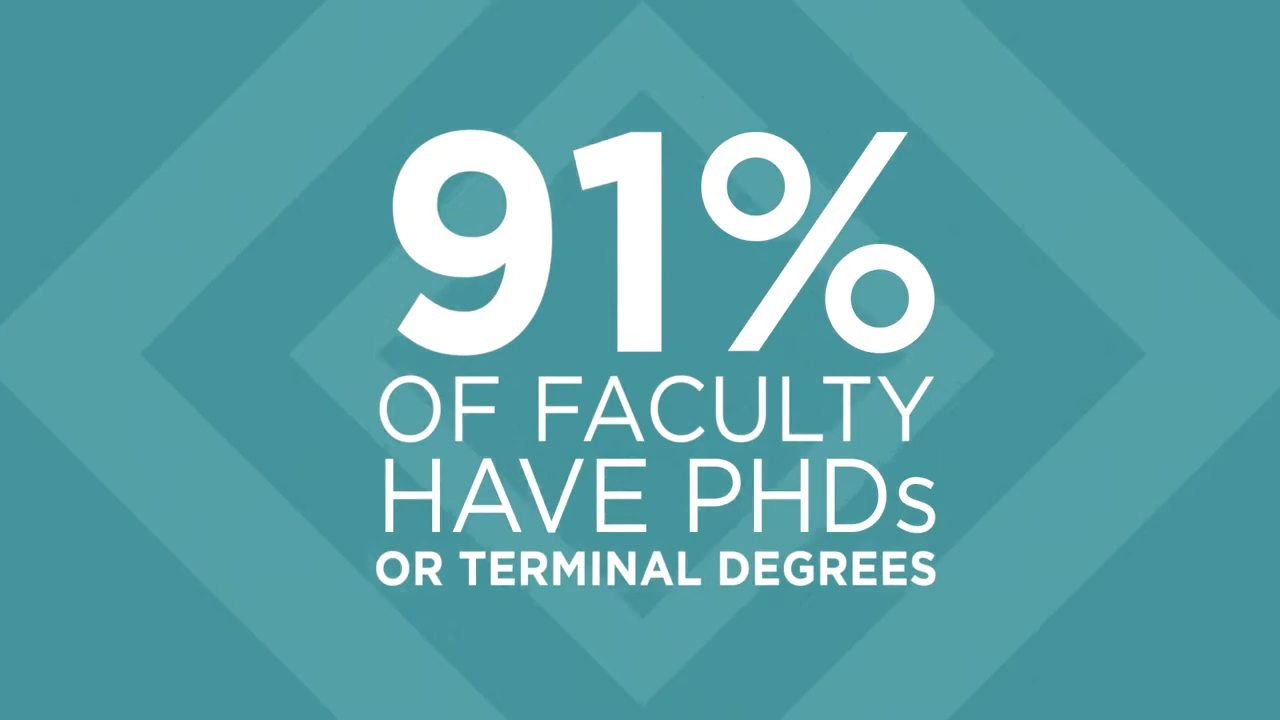 91%
OF FACULTY
HAVE PHDs
OR TERMINAL DEGREES